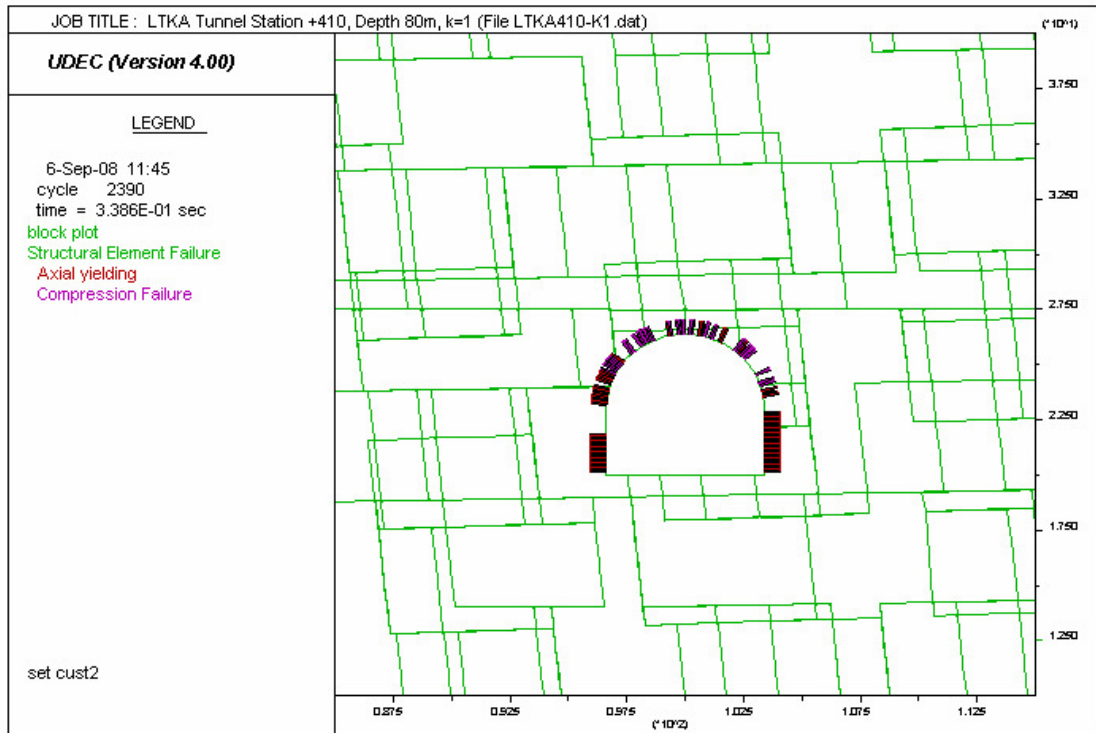 JOB TITLE : LTKA Tunnel Station +410, Depth 80m, k=1 (File LTKA410-K1.dat)
(*10^1)
UDEC (Version 4.00)
LEGEND
6-Sep-08 11:45
cycle 2390
time = 3.386E-01 sec
block plot
Structural Element Failure
Axial yielding
Compression Failure
set cust2
3.750
3.250
2.750
2.250
1.750
1.250
0.875 0.925 0.975 1.025 1.075 1.125
(*10^2)